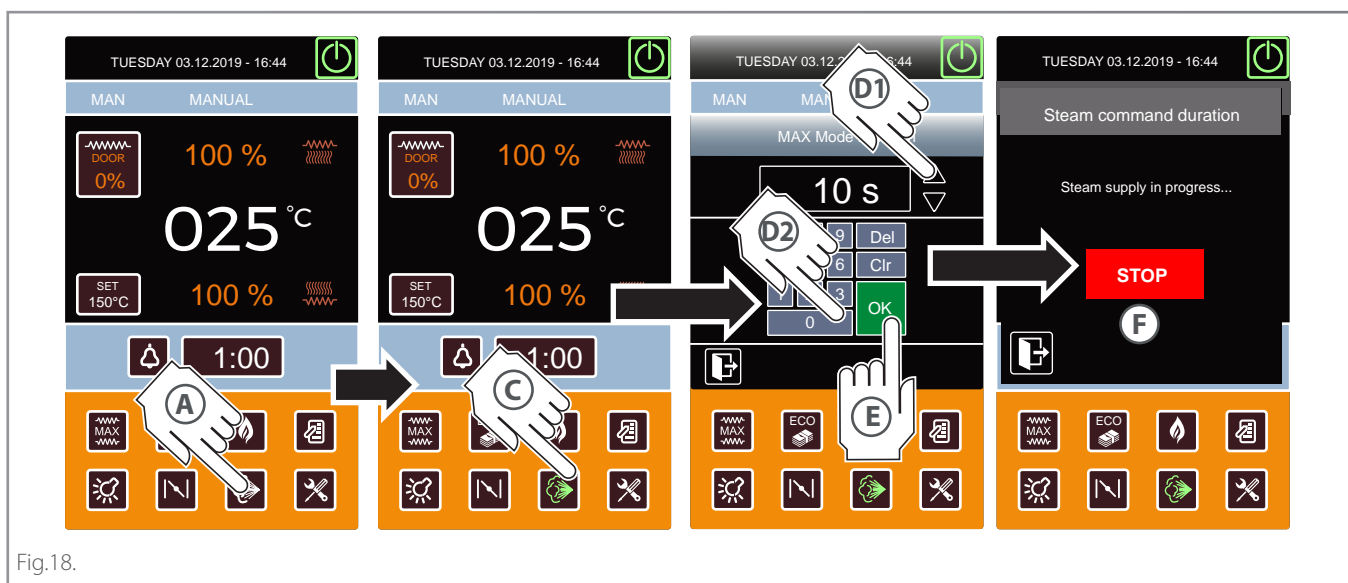 TUESDAY 03.12.2019 - 16:44
MAN MANUAL
DOOR
0%
100 %
025 °C
SET
150°C
100 %
1:00
A
MAX
TUESDAY 03.12.2019 - 16:44
MAN MANUAL
DOOR
0%
100 %
025 °C
SET
150°C
100 %
1:00
C
MAX
TUESDAY 03.12.2 :44
D1
MAN
MAX Mode
10 s
D2
9 Del
6 Clr
3
0
OK
E
MAX
ECO
TUESDAY 03.12.2019 - 16:44
Steam command duration
Steam supply in progress...
STOP
F
MAX
ECO
Fig.18.